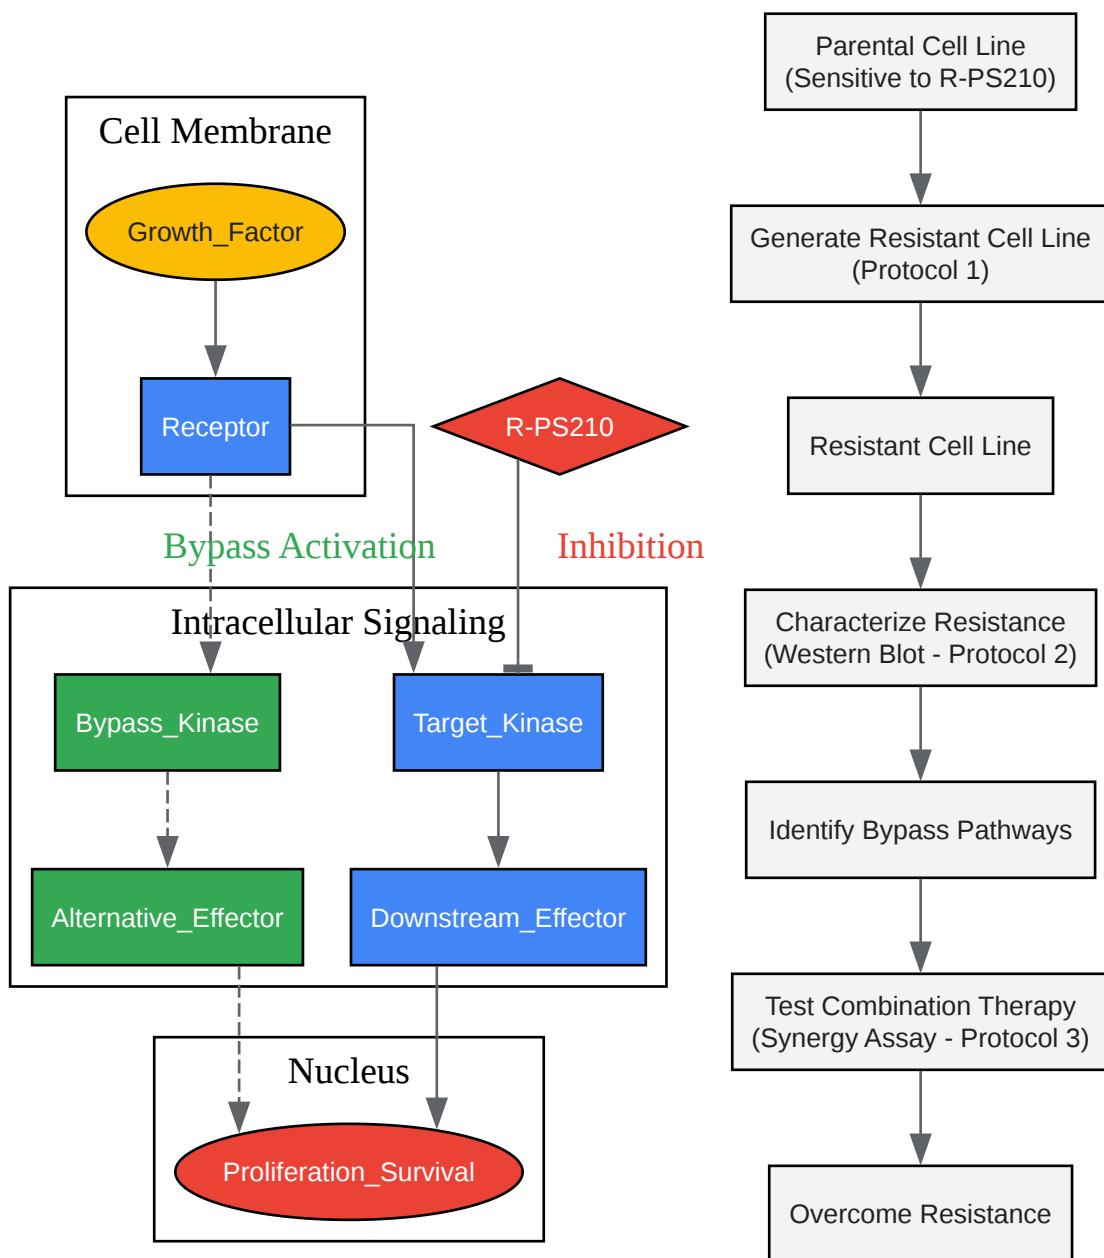 Cell Membrane
Growth_Factor
Receptor
R-PS210
Bypass Activation
Inhibition
Intracellular Signaling
Bypass_Kinase
Target_Kinase
Alternative_Effector
Downstream_Effector
Nucleus
Proliferation_Survival
Parental Cell Line
(Sensitive to R-PS210)
Generate Resistant Cell Line
(Protocol 1)
Resistant Cell Line
Characterize Resistance
(Western Blot - Protocol 2)
Identify Bypass Pathways
Test Combination Therapy
(Synergy Assay - Protocol 3)
Overcome Resistance